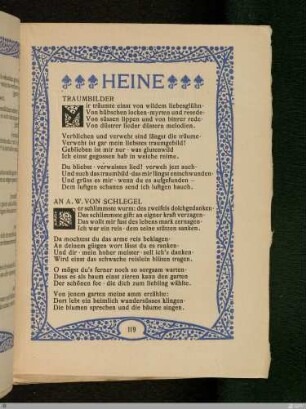 HEINE
TRAUMBILDER
Mir träumte einst von wildem liebesglühn·
Von hübschen locken·myrten und resede·
Von süssen lippen und von bittrer rede·
Von düstrer lieder düstern melodien.
Verblichen und verweht sind längst die träume·
Verweht ist gar mein liebstes traumgebild!
Geblieben ist mir nur· was glutenwild
Ich einst gegossen hab in weiche reime.
Du bliebst· verwaistes lied! verweh jezt auch·
Und such das traumbild·das mir längst entschwunden·
Und grüss es mir· wenn du es aufgefunden·
Dem luftgen schatten send ich luftgen hauch.
AN A. W. VON SCHLEGEL
Der schlimmste wurm: des zweifels dolchgedanken·
Das schlimmste gift: an eigner kraft verzagen·
Das wollt mir fast des lebens mark zernagen·
Ich war ein reis· dem seine stützen sanken.
Da mochtest du das arme reis beklagen·
An deinem gütgen wort lässt du es ranken·
Und dir· mein hoher meister· soll ich's danken·
Wird einst das schwache reislein blüten tragen.
O mögst du's ferner noch so sorgsam warten·
Dass es als baum einst zieren kann den garten
Der schönen fee· die dich zum liebling wählte.
Von jenem garten meine amm erzählte:
Dort lebt ein heimlich wundersüsses klingen·
Die blumen sprechen und die bäume singen.
119